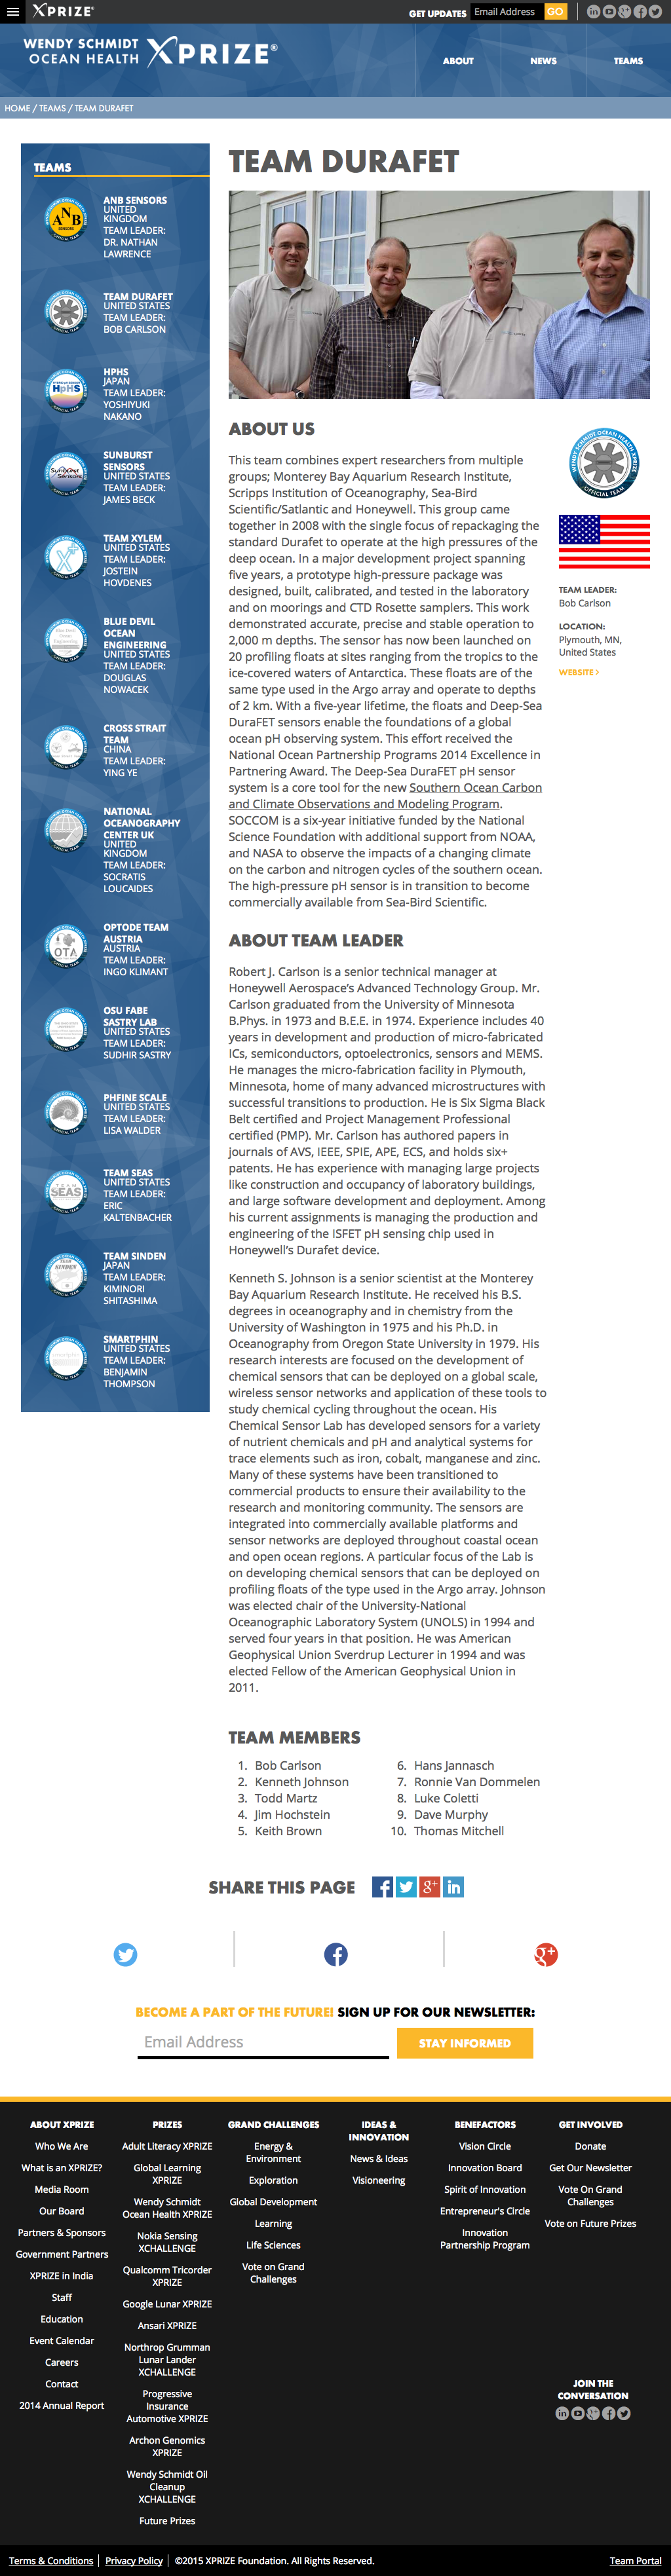 XPRIZE®
GET UPDATES
Email Address
GO
WENDY SCHMIDT
OCEAN HEALTH
XPRIZE®
ABOUT
NEWS
TEAMS
HOME / TEAMS / TEAM DURAFET
TEAMS
ANB SENSORS
UNITED
KINGDOM
TEAM LEADER:
DR. NATHAN
LAWRENCE
TEAM DURAFET
UNITED STATES
TEAM LEADER:
BOB CARLSON
HPHS
JAPAN
TEAM LEADER:
YOSHIYUKI
NAKANO
SUNBURST
SENSORS
UNITED STATES
TEAM LEADER:
JAMES BECK
TEAM XYLEM
UNITED STATES
TEAM LEADER:
JOSTEIN
HOVDENES
BLUE DEVIL
OCEAN
ENGINEERING
UNITED STATES
TEAM LEADER:
DOUGLAS
NOWACEK
CROSS STRAIT
TEAM
CHINA
TEAM LEADER:
YING YE
NATIONAL
OCEANOGRAPHY
CENTER UK
UNITED
KINGDOM
TEAM LEADER:
SOCRATIS
LOUCAIDES
OPTODE TEAM
AUSTRIA
AUSTRIA
TEAM LEADER:
INGO KLIMANT
OSU FABE
SASTRY LAB
UNITED STATES
TEAM LEADER:
SUDHIR SASTRY
PHFINE SCALE
UNITED STATES
TEAM LEADER:
LISA WALDER
TEAM SEAS
UNITED STATES
TEAM LEADER:
ERIC
KALTENBACHER
TEAM SINDEN
JAPAN
TEAM LEADER:
KIMINORI
SHITASHIMA
SMARTPHIN
UNITED STATES
TEAM LEADER:
BENJAMIN
THOMPSON
TEAM DURAFET
ABOUT US
This team combines expert researchers from multiple
groups; Monterey Bay Aquarium Research Institute,
Scripps Institution of Oceanography, Sea-Bird
Scientific/Satlantic and Honeywell. This group came
together in 2008 with the single focus of repackaging the
standard Durafet to operate at the high pressures of the
deep ocean. In a major development project spanning
five years, a prototype high-pressure package was
designed, built, calibrated, and tested in the laboratory
and on moorings and CTD Rosette samplers. This work
demonstrated accurate, precise and stable operation to
2,000 m depths. The sensor has now been launched on
20 profiling floats at sites ranging from the tropics to the
ice-covered waters of Antarctica. These floats are of the
same type used in the Argo array and operate to depths
of 2 km. With a five-year lifetime, the floats and Deep-Sea
DuraFET sensors enable the foundations of a global
ocean pH observing system. This effort received the
National Ocean Partnership Programs 2014 Excellence in
Partnering Award. The Deep-Sea DuraFET pH sensor
system is a core tool for the new Southern Ocean Carbon
and Climate Observations and Modeling Program.
SOCCOM is a six-year initiative funded by the National
Science Foundation with additional support from NOAA,
and NASA to observe the impacts of a changing climate
on the carbon and nitrogen cycles of the southern ocean.
The high-pressure pH sensor is in transition to become
commercially available from Sea-Bird Scientific.
WENDY SCHMIDT OCEAN HEALTH XPRIZE
OFFICIAL TEAM
TEAM LEADER:
Bob Carlson
LOCATION:
Plymouth, MN,
United States
WEBSITE >
ABOUT TEAM LEADER
Robert J. Carlson is a senior technical manager at
Honeywell Aerospace's Advanced Technology Group. Mr.
Carlson graduated from the University of Minnesota
B.Phys. in 1973 and B.E.E. in 1974. Experience includes 40
years in development and production of micro-fabricated
ICs, semiconductors, optoelectronics, sensors and MEMS.
He manages the micro-fabrication facility in Plymouth,
Minnesota, home of many advanced microstructures with
successful transitions to production. He is Six Sigma Black
Belt certified and Project Management Professional
certified (PMP). Mr. Carlson has authored papers in
journals of AVS, IEEE, SPIE, APE, ECS, and holds six+
patents. He has experience with managing large projects
like construction and occupancy of laboratory buildings,
and large software development and deployment. Among
his current assignments is managing the production and
engineering of the ISFET pH sensing chip used in
Honeywell's Durafet device.
Kenneth S. Johnson is a senior scientist at the Monterey
Bay Aquarium Research Institute. He received his B.S.
degrees in oceanography and in chemistry from the
University of Washington in 1975 and his Ph.D. in
Oceanography from Oregon State University in 1979. His
research interests are focused on the development of
chemical sensors that can be deployed on a global scale,
wireless sensor networks and application of these tools to
study chemical cycling throughout the ocean. His
Chemical Sensor Lab has developed sensors for a variety
of nutrient chemicals and pH and analytical systems for
trace elements such as iron, cobalt, manganese and zinc.
Many of these systems have been transitioned to
commercial products to ensure their availability to the
research and monitoring community. The sensors are
integrated into commercially available platforms and
sensor networks are deployed throughout coastal ocean
and open ocean regions. A particular focus of the Lab is
on developing chemical sensors that can be deployed on
profiling floats of the type used in the Argo array. Johnson
was elected chair of the University-National
Oceanographic Laboratory System (UNOLS) in 1994 and
served four years in that position. He was American
Geophysical Union Sverdrup Lecturer in 1994 and was
elected Fellow of the American Geophysical Union in
2011.
TEAM MEMBERS
1. Bob Carlson
2. Kenneth Johnson
3. Todd Martz
4. Jim Hochstein
5. Keith Brown
6. Hans Jannasch
7. Ronnie Van Dommelen
8. Luke Coletti
9. Dave Murphy
10. Thomas Mitchell
SHARE THIS PAGE
BECOME A PART OF THE FUTURE! SIGN UP FOR OUR NEWSLETTER:
Email Address
STAY INFORMED
ABOUT XPRIZE
Who We Are
What is an XPRIZE?
Media Room
Our Board
Partners & Sponsors
Government Partners
XPRIZE in India
Staff
Education
Event Calendar
Careers
Contact
2014 Annual Report
PRIZES
Adult Literacy XPRIZE
Global Learning
XPRIZE
Wendy Schmidt
Ocean Health XPRIZE
Nokia Sensing
XCHALLENGE
Qualcomm Tricorder
XPRIZE
Google Lunar XPRIZE
Ansari XPRIZE
Northrop Grumman
Lunar Lander
XCHALLENGE
Progressive
Insurance
Automotive XPRIZE
Archon Genomics
XPRIZE
Wendy Schmidt Oil
Cleanup
XCHALLENGE
Future Prizes
GRAND CHALLENGES
Energy &
Environment
Exploration
Global Development
Learning
Life Sciences
Vote on Grand
Challenges
IDEAS &
INNOVATION
News & Ideas
Visioneering
BENEFACTORS
Vision Circle
Innovation Board
Spirit of Innovation
Entrepreneur's Circle
Innovation
Partnership Program
GET INVOLVED
Donate
Get Our Newsletter
Vote On Grand
Challenges
Vote on Future Prizes
JOIN THE
CONVERSATION
Terms & Conditions
Privacy Policy
©2015 XPRIZE Foundation. All Rights Reserved.
Team Portal